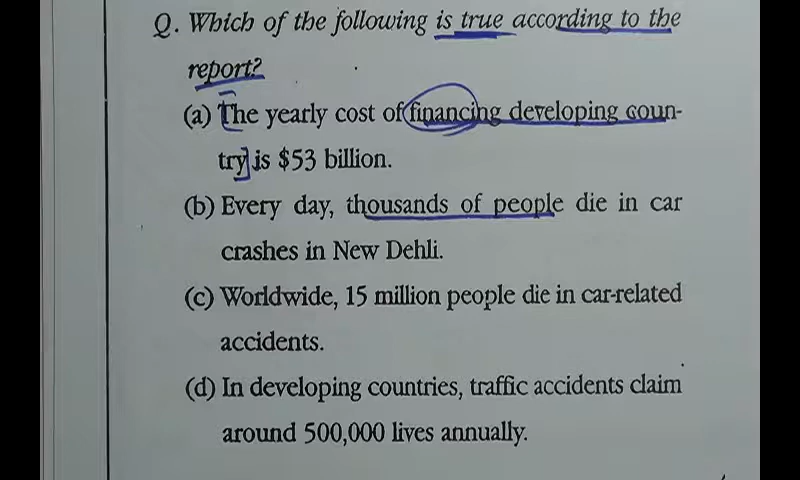 Q. Which of the following is true according to the
report?
(a) The yearly cost of financing developing coun-
try is $53 billion.
(b) Every day, thousands of people die in car
crashes in New Dehli.
(c) Worldwide, 15 million people die in car-related
accidents.
(d) In developing countries, traffic accidents claim
around 500,000 lives annually.